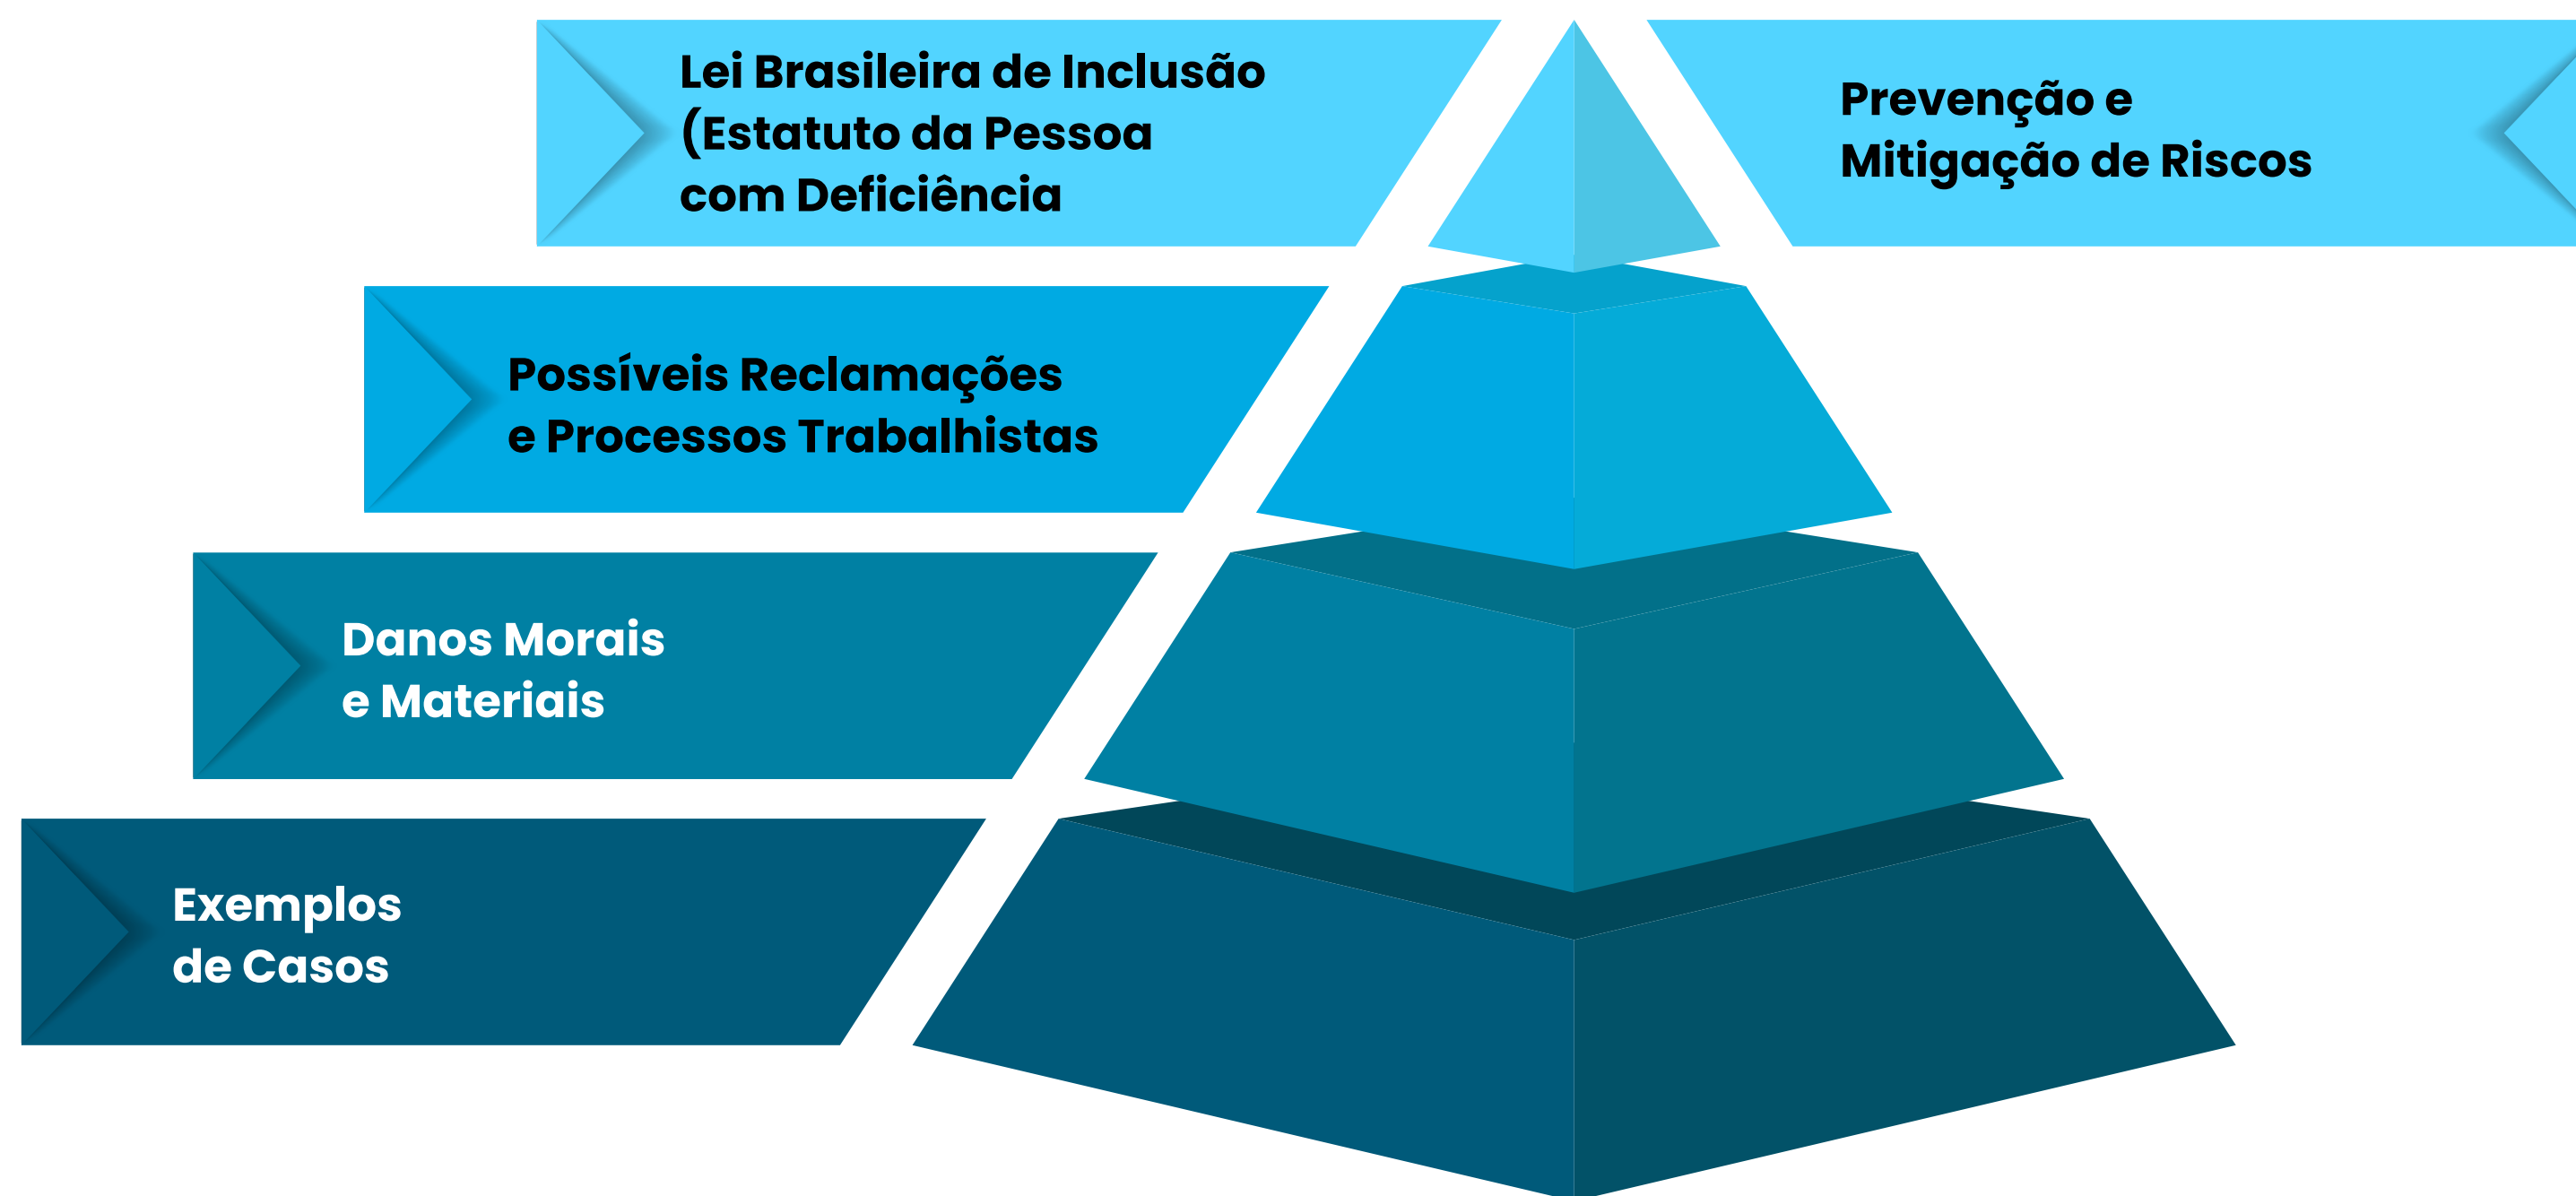 Lei Brasileira de Inclusão
(Estatuto da Pessoa
com Deficiência
Prevenção e
Mitigação de Riscos
Possíveis Reclamações
e Processos Trabalhistas
Danos Morais
e Materiais
Exemplos
de Casos